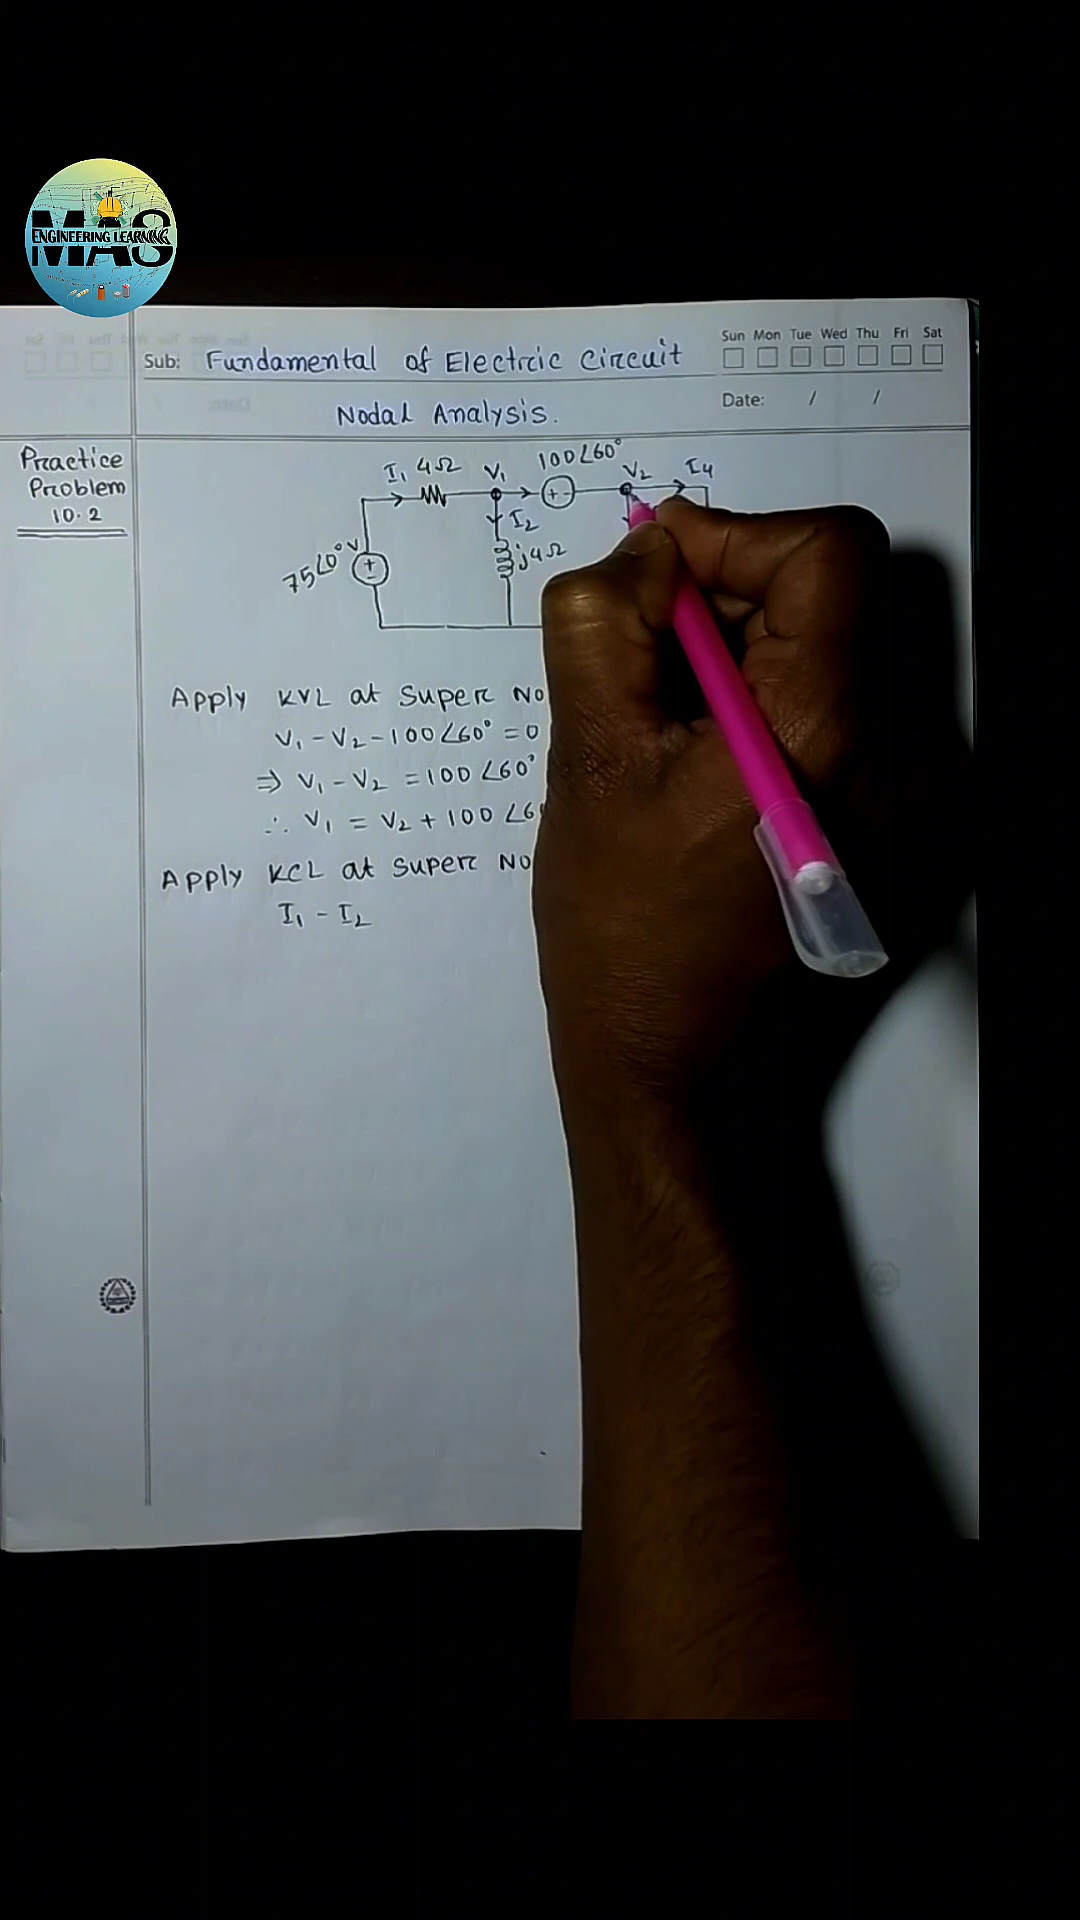 MAS
ENGINEERING LEARNING
Sun Mon Tue Wed Thu Fri Sat
Sub: Fundamental of Electric Circuit
Date: / /
Nodal Analysis.
Practice
Problem
10.2
I₁ 4Ω V₁ 100∠60° V₂ I₄
I₂
75∠0° V
j4Ω
Apply KVL at Super No
V₁ - V₂ - 100∠60° = 0
⇒ V₁ - V₂ = 100∠60°
∴ V₁ = V₂ + 100∠6
Apply KCL at Super No
I₁ - I₂